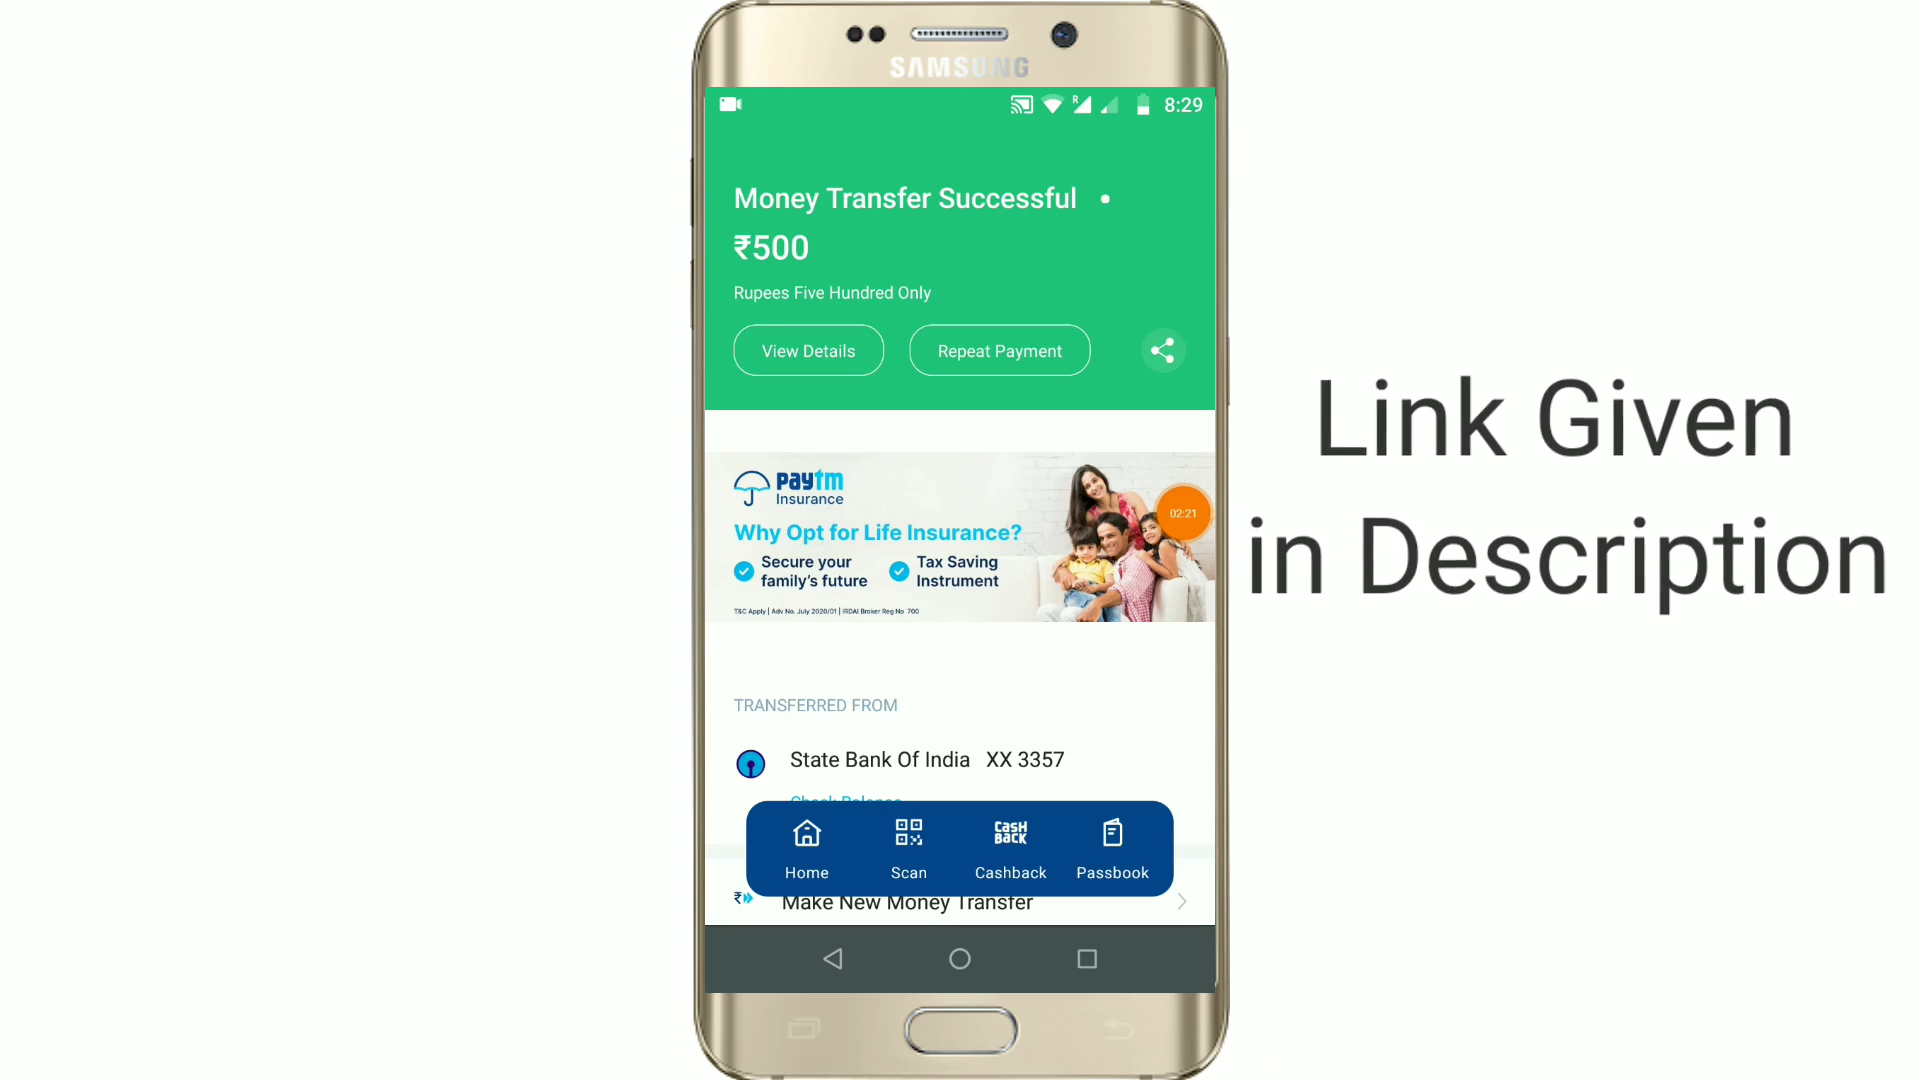 SAMSUNG
R
8:29
Money Transfer Successful
₹500
Rupees Five Hundred Only
View Details
Repeat Payment
Link Given
in Description
paytm
Insurance
02:21
Why Opt for Life Insurance?
Secure your
family's future
Tax Saving
Instrument
T&C Apply | Adv No. July 2020/01 | IRDAI Broker Reg No 700
TRANSFERRED FROM
State Bank Of India XX 3357
Check Balance
CASH
BACK
Home
Scan
Cashback
Passbook
₹
Make New Money Transfer